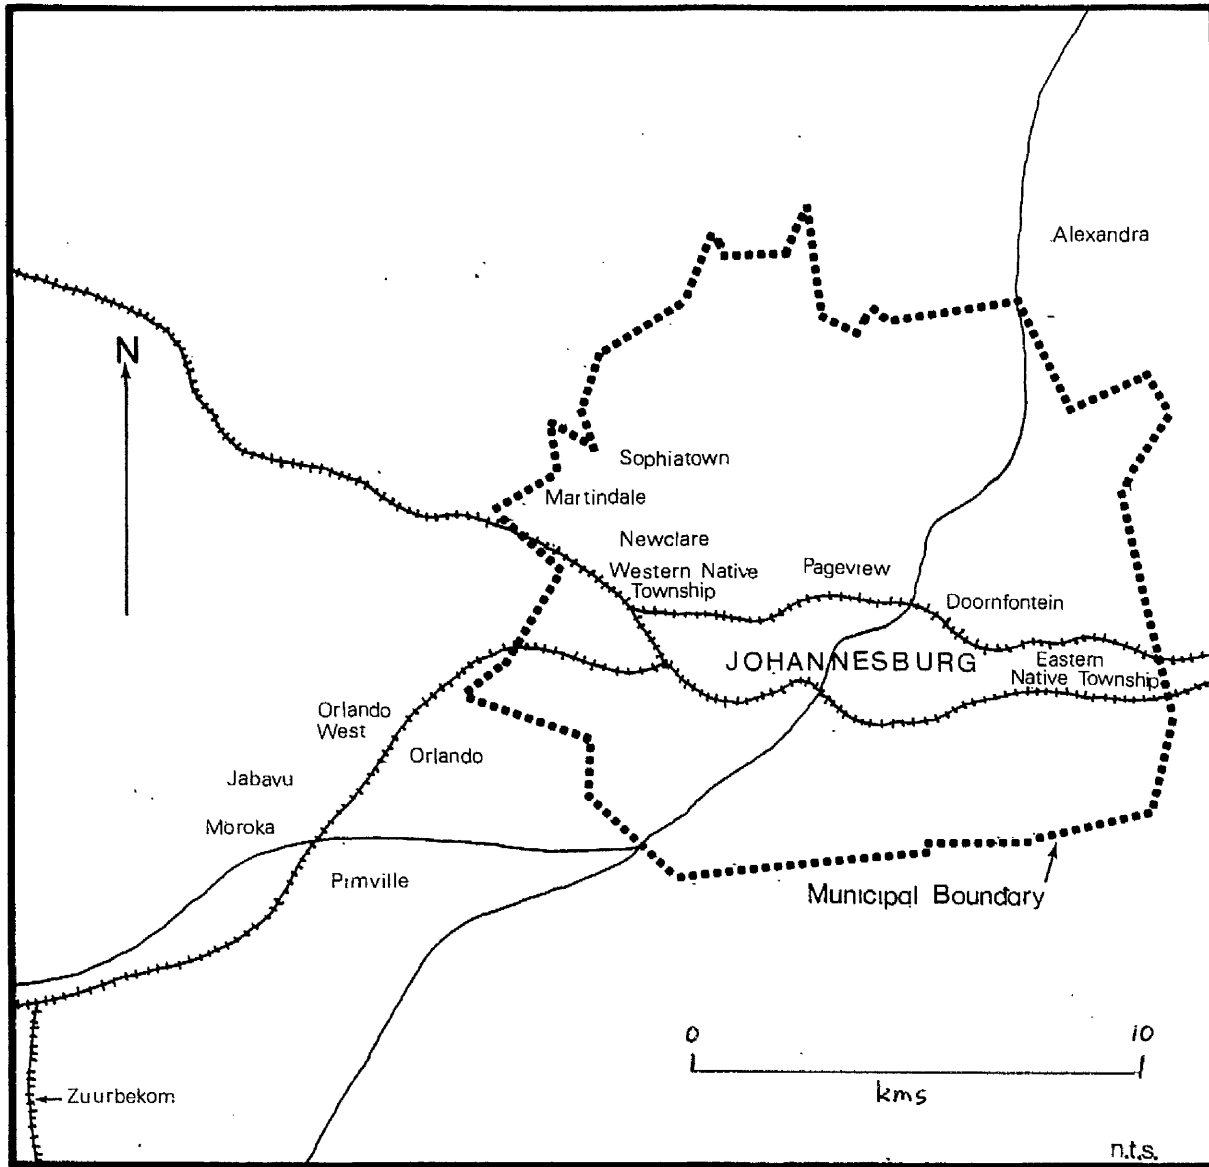 Alexandra
N
Sophiatown
Martindale
Newclare
Western Native
Township
Pageview
Doornfontein
JOHANNESBURG
Eastern
Native Township
Orlando
West
Orlando
Jabavu
Moroka
Pimville
Municipal Boundary
0 10
kms
Zuurbekom
n.t.s.